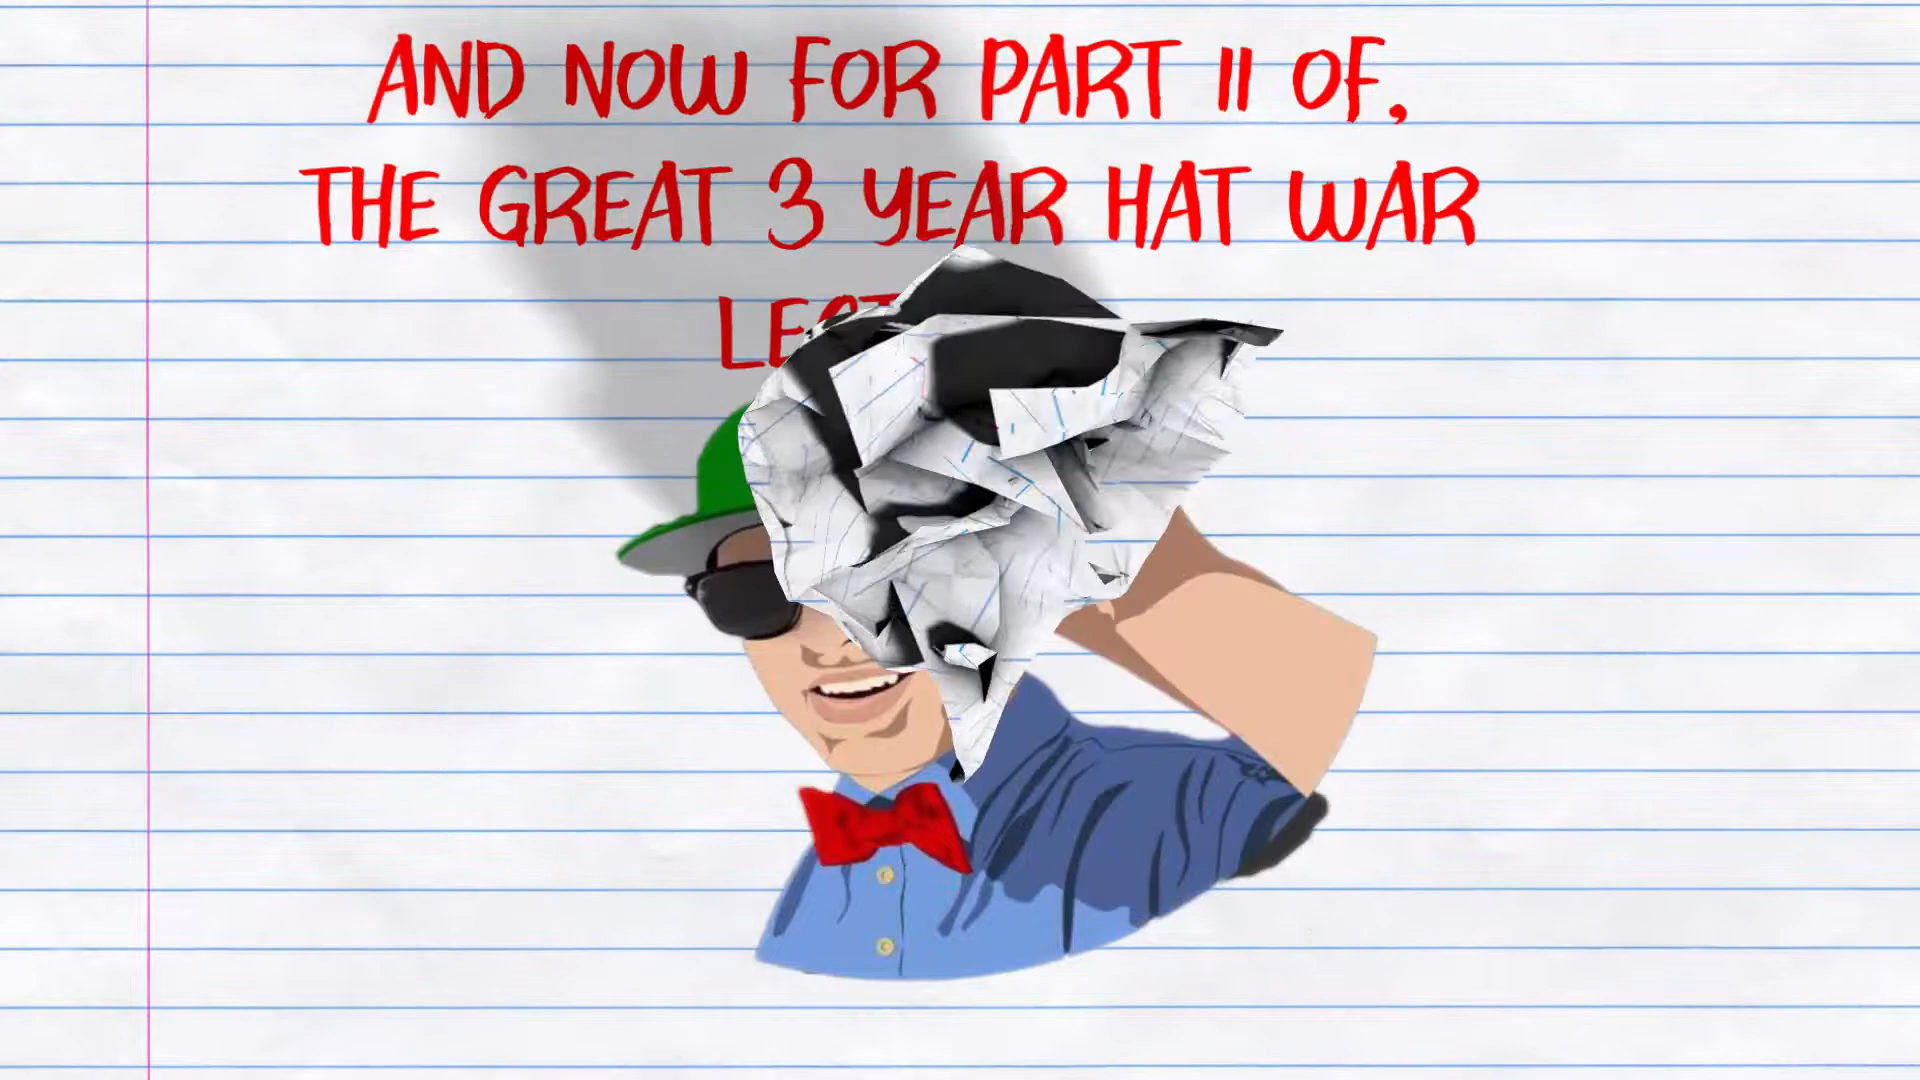 AND NOW FOR PART II OF,
THE GREAT 3 YEAR HAT WAR